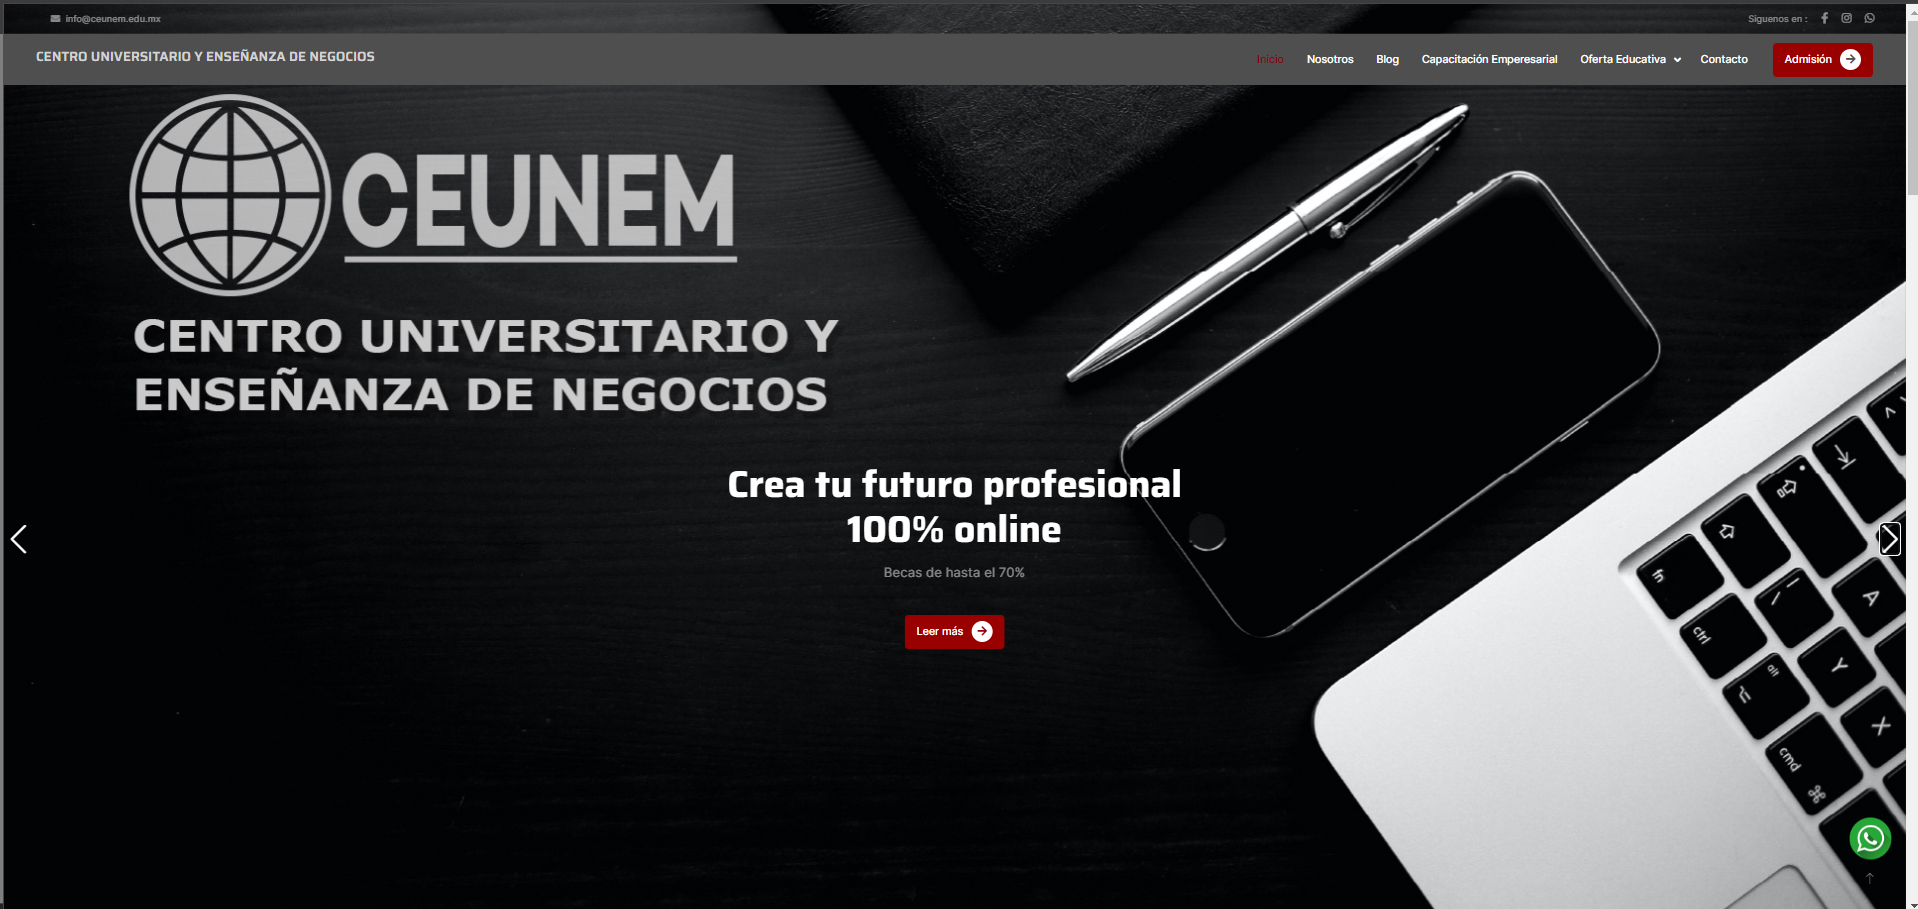 info@ceunem.edu.mx
Siguenos en :
CENTRO UNIVERSITARIO Y ENSEÑANZA DE NEGOCIOS
Inicio
Nosotros
Blog
Capacitación Emperesarial
Oferta Educativa
Contacto
Admisión
CEUNEM
CENTRO UNIVERSITARIO Y
ENSEÑANZA DE NEGOCIOS
Crea tu futuro profesional
100% online
Becas de hasta el 70%
Leer más
fn
A
ctrl
Y
alt
X
cmd